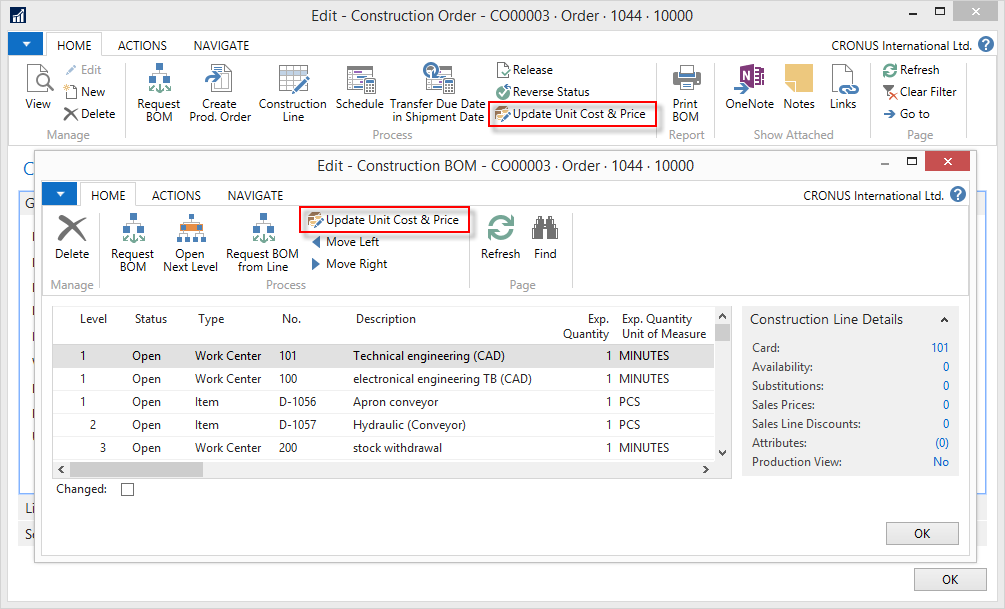 Edit - Construction Order - CO00003 · Order · 1044 · 10000
HOME ACTIONS NAVIGATE CRONUS International Ltd.
View
Edit
New
Delete
Manage
Request BOM
Create Prod. Order
Construction Line
Schedule
Transfer Due Date in Shipment Date
Release
Reverse Status
Update Unit Cost & Price
Process
Print BOM
Report
OneNote
Notes
Links
Show Attached
Refresh
Clear Filter
Go to
Page
Edit - Construction BOM - CO00003 · Order · 1044 · 10000
HOME ACTIONS NAVIGATE CRONUS International Ltd.
Delete
Manage
Request BOM
Open Next Level
Request BOM from Line
Update Unit Cost & Price
Move Left
Move Right
Process
Refresh
Find
Page
Level Status Type No. Description Exp. Quantity Exp. Quantity Unit of Measure
1 Open Work Center 101 Technical engineering (CAD) 1 MINUTES
1 Open Work Center 100 electronical engineering TB (CAD) 1 MINUTES
1 Open Item D-1056 Apron conveyor 1 PCS
2 Open Item D-1057 Hydraulic (Conveyor) 1 PCS
3 Open Work Center 200 stock withdrawal 1 MINUTES
Changed:
Construction Line Details
Card: 101
Availability: 0
Substitutions: 0
Sales Prices: 0
Sales Line Discounts: 0
Attributes: (0)
Production View: No
OK
OK